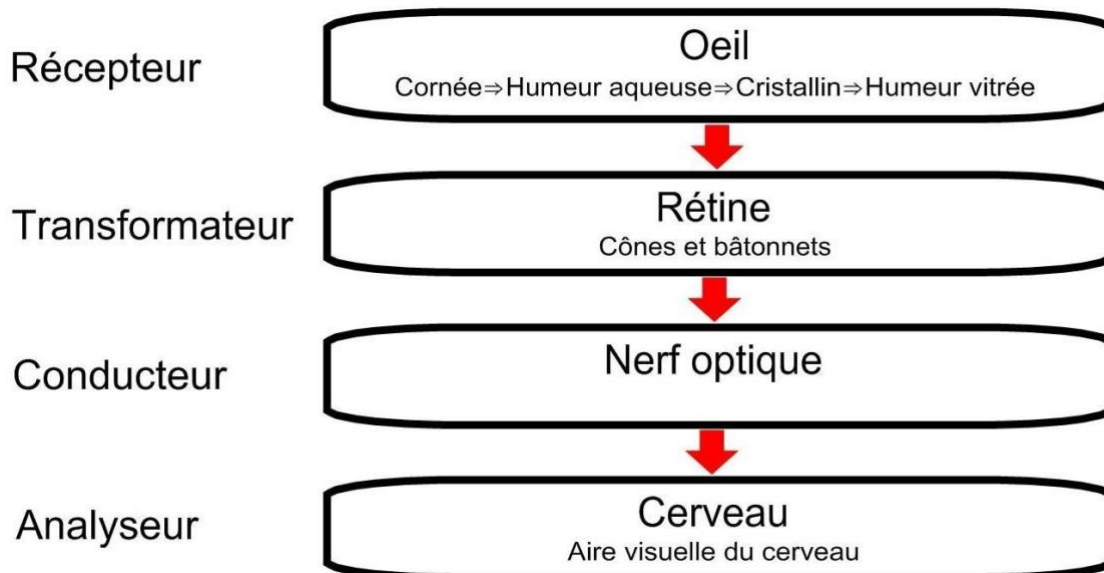 Récepteur
Oeil
Cornée⇒Humeur aqueuse⇒Cristallin⇒Humeur vitrée
Transformateur
Rétine
Cônes et bâtonnets
Conducteur
Nerf optique
Analyseur
Cerveau
Aire visuelle du cerveau